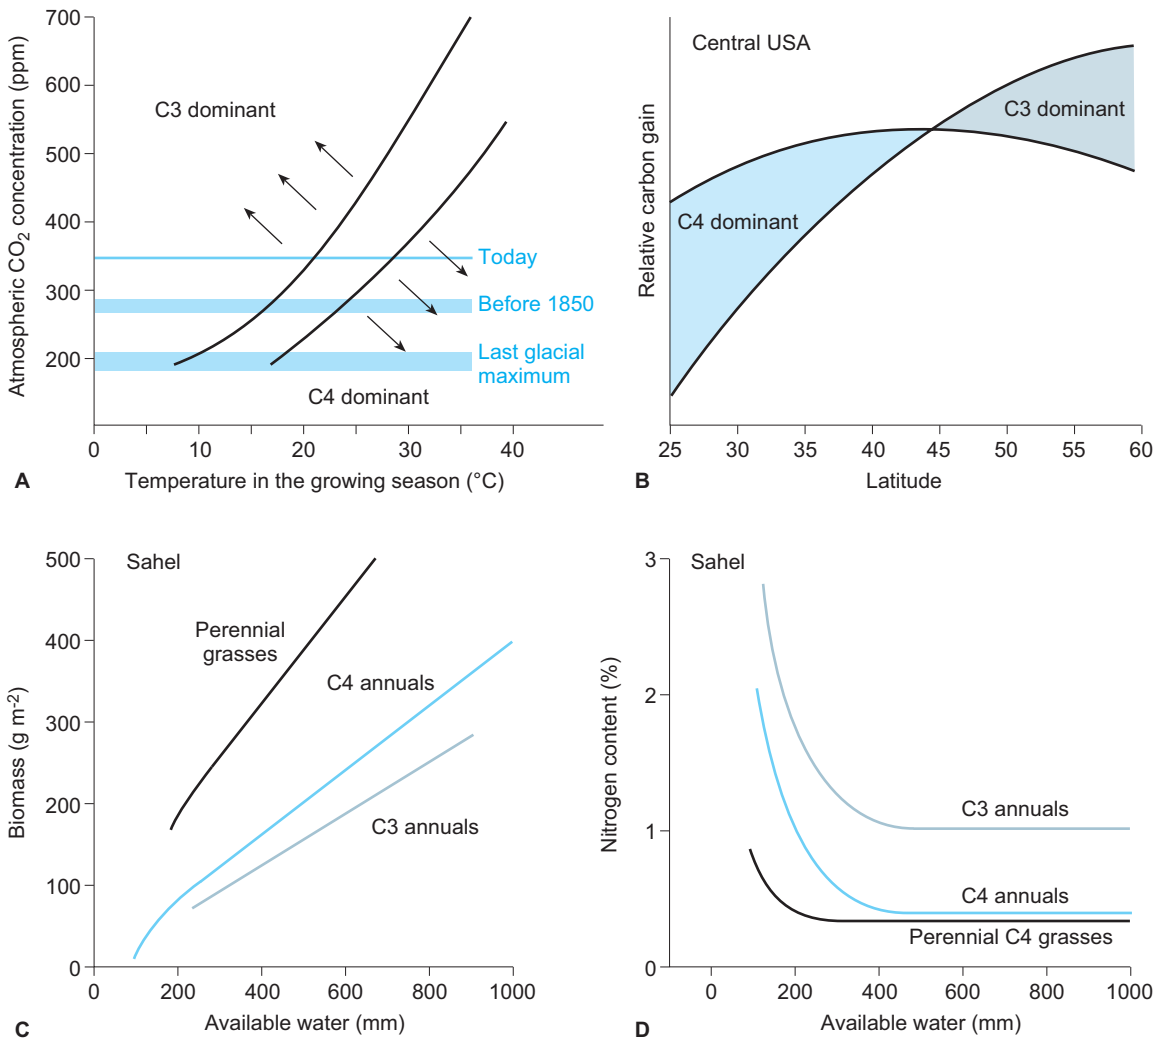 700
600
500
400
300
200
Atmospheric CO2 concentration (ppm)
C3 dominant
Today
Before 1850
Last glacial
maximum
C4 dominant
0 10 20 30 40
Temperature in the growing season (°C)
A
Central USA
Relative carbon gain
C3 dominant
C4 dominant
25 30 35 40 45 50 55 60
Latitude
B
500
400
300
200
100
0
Biomass (g m-2)
Sahel
Perennial
grasses
C4 annuals
C3 annuals
0 200 400 600 800 1000
Available water (mm)
C
3
2
1
0
Nitrogen content (%)
Sahel
C3 annuals
C4 annuals
Perennial C4 grasses
0 200 400 600 800 1000
Available water (mm)
D